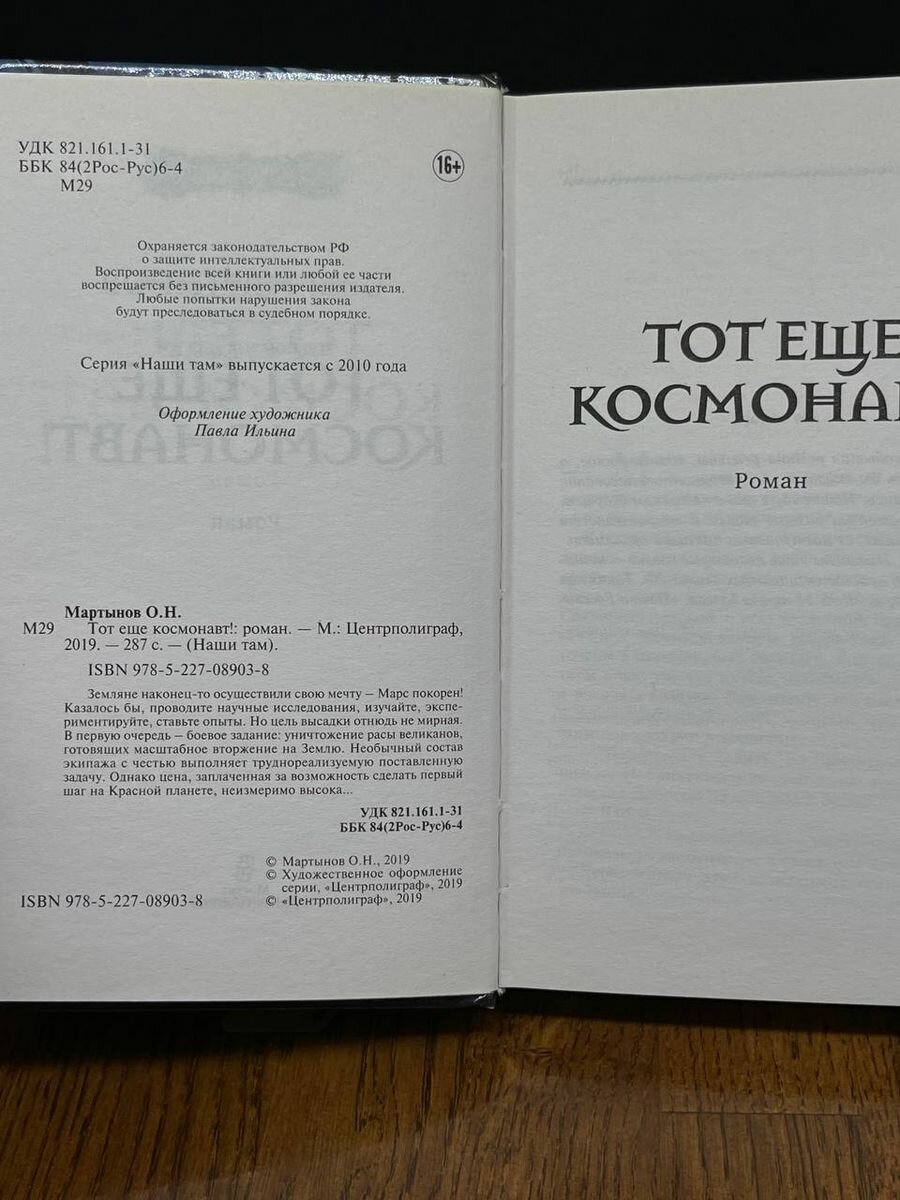 УДК 821.161.1-31
ББК 84(2Рос-Рус)6-4
М29
16+
Охраняется законодательством РФ
о защите интеллектуальных прав.
Воспроизведение всей книги или любой ее части
воспрещается без письменного разрешения издателя.
Любые попытки нарушения закона
будут преследоваться в судебном порядке.
Серия «Наши там» выпускается с 2010 года
Оформление художника
Павла Ильина
Мартынов О.Н.
М29 Тот еще космонавт!: роман. — М.: Центрполиграф,
2019. — 287 с. — (Наши там).
ISBN 978-5-227-08903-8
Земляне наконец-то осуществили свою мечту – Марс покорен!
Казалось бы, проводите научные исследования, изучайте, экспе-
риментируйте, ставьте опыты. Но цель высадки отнюдь не мирная.
В первую очередь – боевое задание: уничтожение расы великанов,
готовящих масштабное вторжение на Землю. Необычный состав
экипажа с честью выполняет труднореализуемую поставленную
задачу. Однако цена, заплаченная за возможность сделать первый
шаг на Красной планете, неизмеримо высока...
УДК 821.161.1-31
ББК 84(2Рос-Рус)6-4
© Мартынов О.Н., 2019
© Художественное оформление
серии, «Центрполиграф», 2019
ISBN 978-5-227-08903-8 © «Центрполиграф», 2019
ТОТ ЕЩЕ
КОСМОНА
Роман